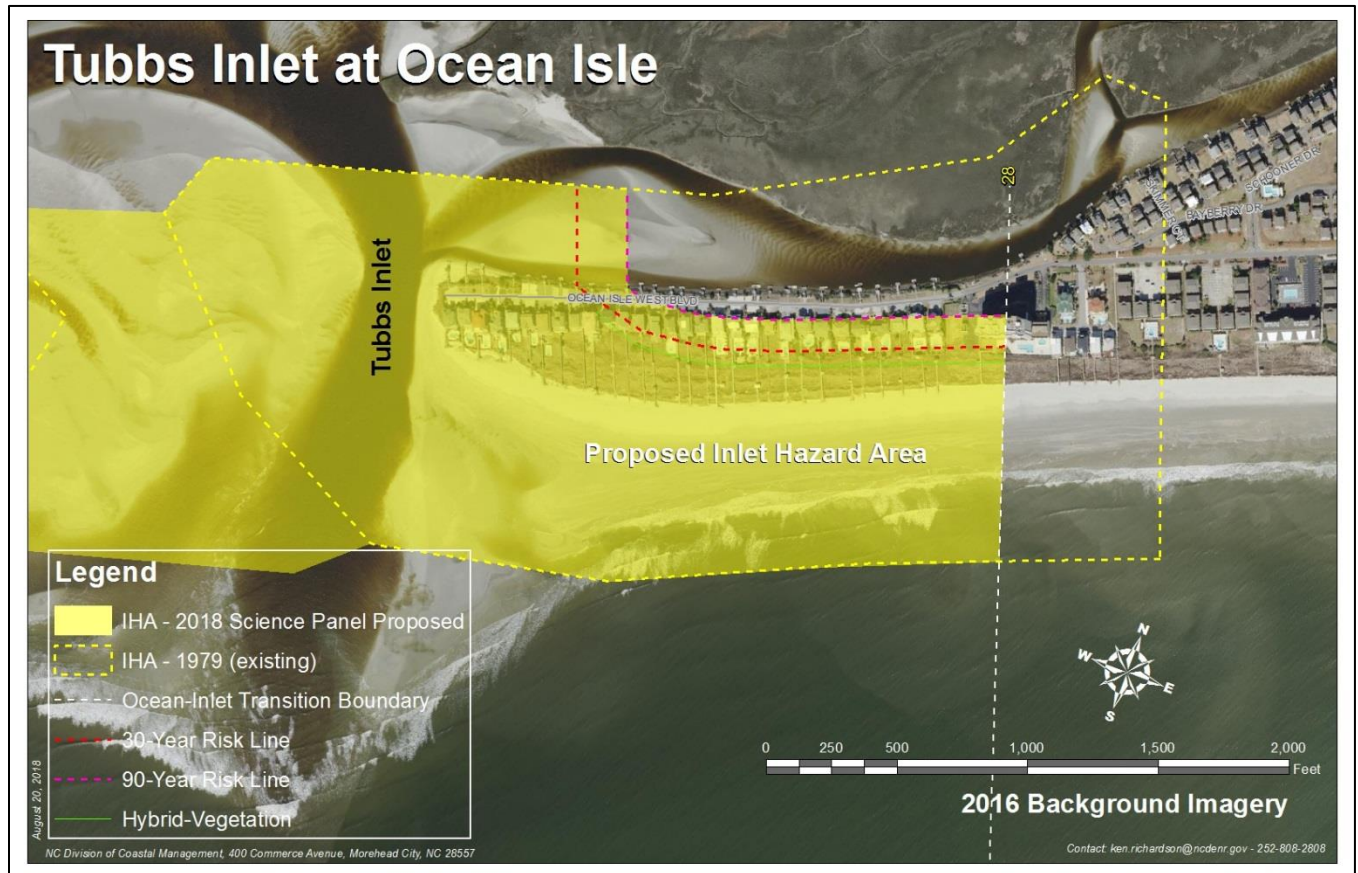 Tubbs Inlet at Ocean Isle
28
SCHOONER DR
SKIMMER CT
BAYBERRY DR
Tubbs Inlet
OCEAN ISLE WEST BLVD
Proposed Inlet Hazard Area
Legend
IHA - 2018 Science Panel Proposed
IHA - 1979 (existing)
Ocean-Inlet Transition Boundary
30-Year Risk Line
90-Year Risk Line
Hybrid-Vegetation
August 20, 2018
N
W
E
S
0 250 500 1,000 1,500 2,000
Feet
2016 Background Imagery
NC Division of Coastal Management, 400 Commerce Avenue, Morehead City, NC 28557
Contact: ken.richardson@ncdenr.gov - 252-808-2808